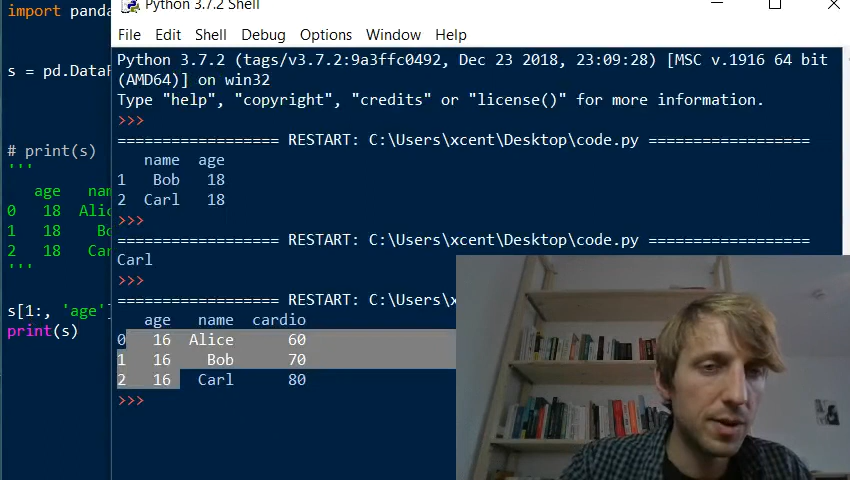 import panda
s = pd.DataF
# print(s)
'''
age nam
0 18 Alic
1 18 Bo
2 18 Car
'''
s[1:, 'age']
print(s)
Python 3.7.2 Shell
File Edit Shell Debug Options Window Help
Python 3.7.2 (tags/v3.7.2:9a3ffc0492, Dec 23 2018, 23:09:28) [MSC v.1916 64 bit
(AMD64)] on win32
Type "help", "copyright", "credits" or "license()" for more information.
>>>
================== RESTART: C:\Users\xcent\Desktop\code.py ==================
name age
1 Bob 18
2 Carl 18
>>>
================== RESTART: C:\Users\xcent\Desktop\code.py ==================
Carl
>>>
================== RESTART: C:\Users\x
age name cardio
0 16 Alice 60
1 16 Bob 70
2 16 Carl 80
>>>